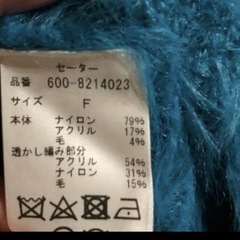 セーター
品番 600-8214023
サイズ F
本体 ナイロン 79%
アクリル 17%
毛 4%
透かし編み部分
アクリル 54%
ナイロン 31%
毛 15%